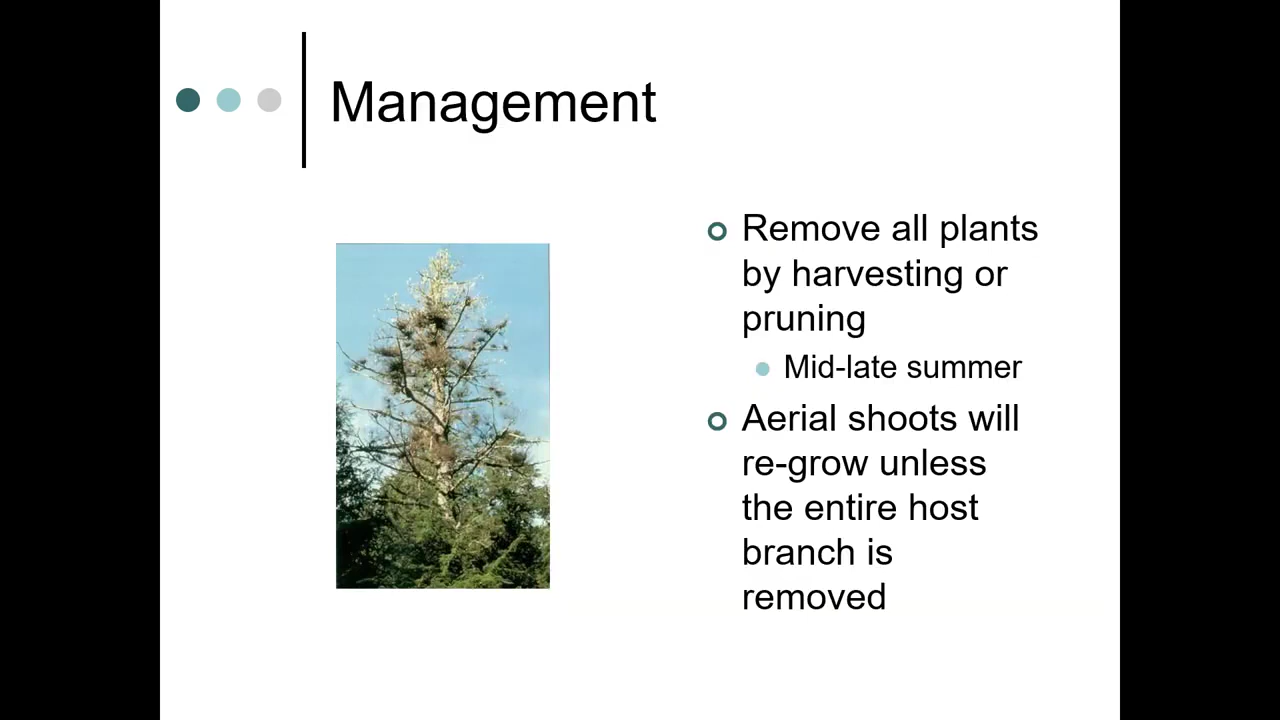 Management
Remove all plants
by harvesting or
pruning
Mid-late summer
Aerial shoots will
re-grow unless
the entire host
branch is
removed